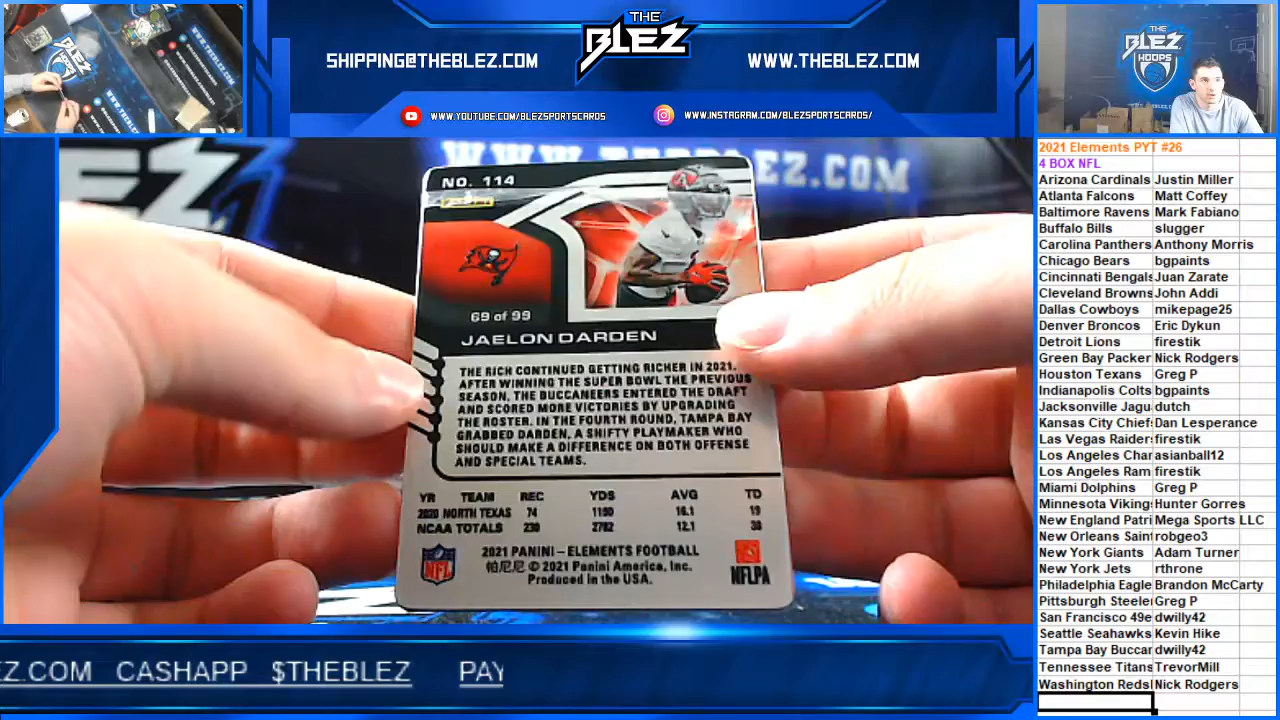 THE
BLEZ
SHIPPING@THEBLEZ.COM
WWW.THEBLEZ.COM
WWW.YOUTUBE.COM/BLEZSPORTSCARDS
WWW.INSTAGRAM.COM/BLEZSPORTSCARDS/
THE
BLEZ
HOOPS
NO. 114
69 of 99
JAELON DARDEN
THE RICH CONTINUED GETTING RICHER IN 2021.
AFTER WINNING THE SUPER BOWL THE PREVIOUS
SEASON, THE BUCCANEERS ENTERED THE DRAFT
AND SCORED MORE VICTORIES BY UPGRADING
THE ROSTER. IN THE FOURTH ROUND, TAMPA BAY
GRABBED DARDEN, A SHIFTY PLAYMAKER WHO
SHOULD MAKE A DIFFERENCE ON BOTH OFFENSE
AND SPECIAL TEAMS.
YR TEAM REC YDS AVG TD
2020 NORTH TEXAS 74 1190 16.1 19
NCAA TOTALS 230 2782 12.1 38
2021 PANINI – ELEMENTS FOOTBALL
帕尼尼 © 2021 Panini America, Inc.
Produced in the USA.
NFL
NFLPA
2021 Elements PYT #26
4 BOX NFL
Arizona Cardinals Justin Miller
Atlanta Falcons Matt Coffey
Baltimore Ravens Mark Fabiano
Buffalo Bills slugger
Carolina Panthers Anthony Morris
Chicago Bears bgpaints
Cincinnati Bengals Juan Zarate
Cleveland Browns John Addi
Dallas Cowboys mikepage25
Denver Broncos Eric Dykun
Detroit Lions firestik
Green Bay Packer Nick Rodgers
Houston Texans Greg P
Indianapolis Colts bgpaints
Jacksonville Jagu dutch
Kansas City Chief Dan Lesperance
Las Vegas Raider firestik
Los Angeles Char asianball12
Los Angeles Ram firestik
Miami Dolphins Greg P
Minnesota Viking Hunter Gorres
New England Patri Mega Sports LLC
New Orleans Saint robgeo3
New York Giants Adam Turner
New York Jets rthrone
Philadelphia Eagle Brandon McCarty
Pittsburgh Steele Greg P
San Francisco 49e dwilly42
Seattle Seahawks Kevin Hike
Tampa Bay Buccar dwilly42
Tennessee Titans TrevorMill
Washington Reds Nick Rodgers
EZ.COM CASHAPP $THEBLEZ PAY